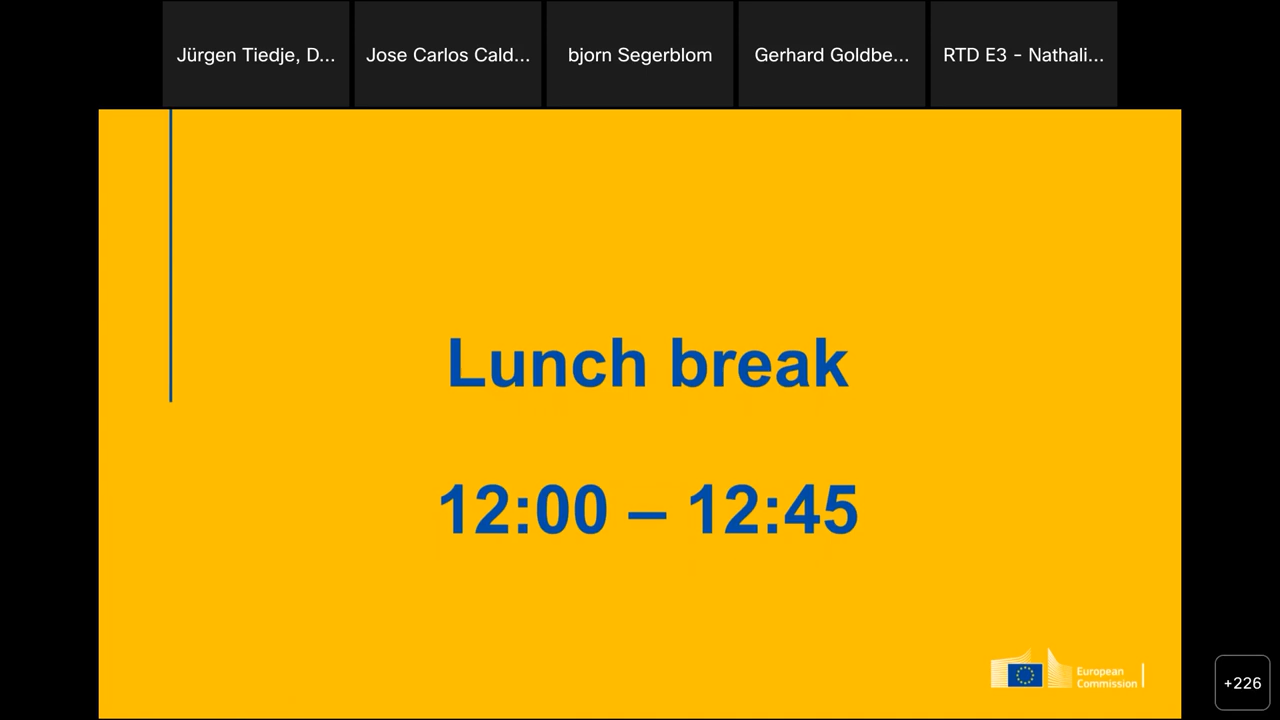 Jürgen Tiedje, D...
Jose Carlos Cald...
bjorn Segerblom
Gerhard Goldbe...
RTD E3 - Nathali...
Lunch break
12:00 – 12:45
European
Commission
+226